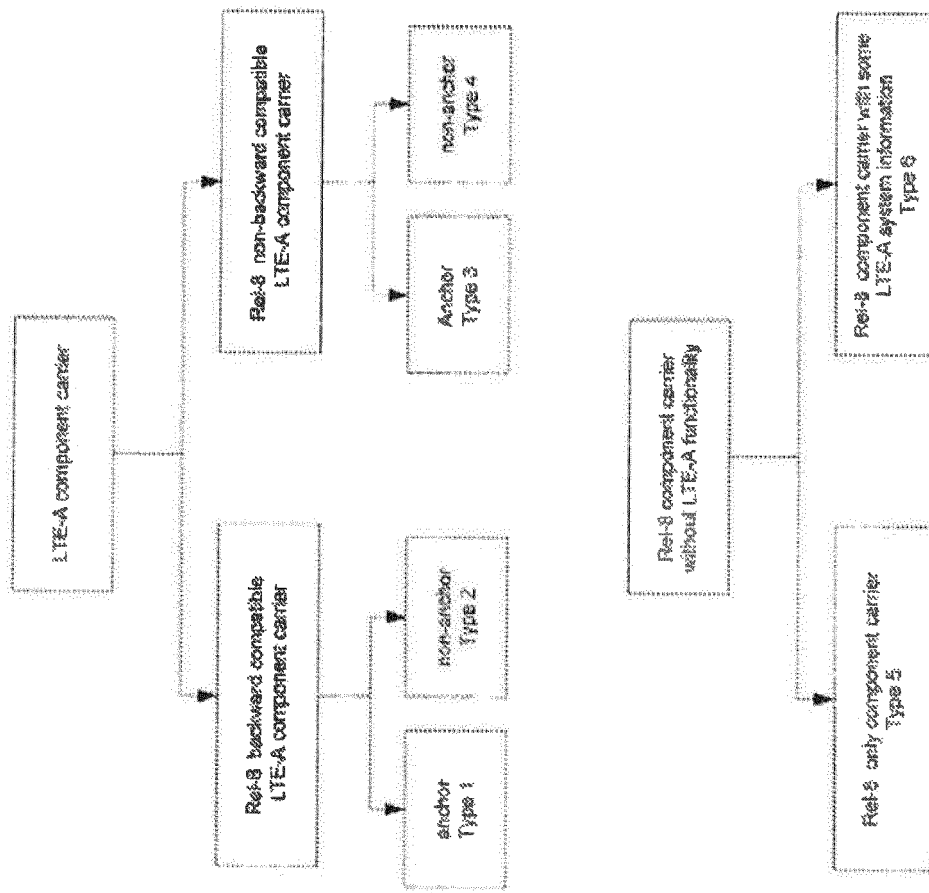 LTE-A component carrier
Rel-8 backward compatible
LTE-A component carrier
Rel-8 non-backward compatible
LTE-A component carrier
anchor
Type 1
non-anchor
Type 2
Anchor
Type 3
non-anchor
Type 4
Rel-8 component carrier
without LTE-A functionality
Rel-8 only component carrier
Type 5
Rel-8 component carrier with some
LTE-A system information
Type 6